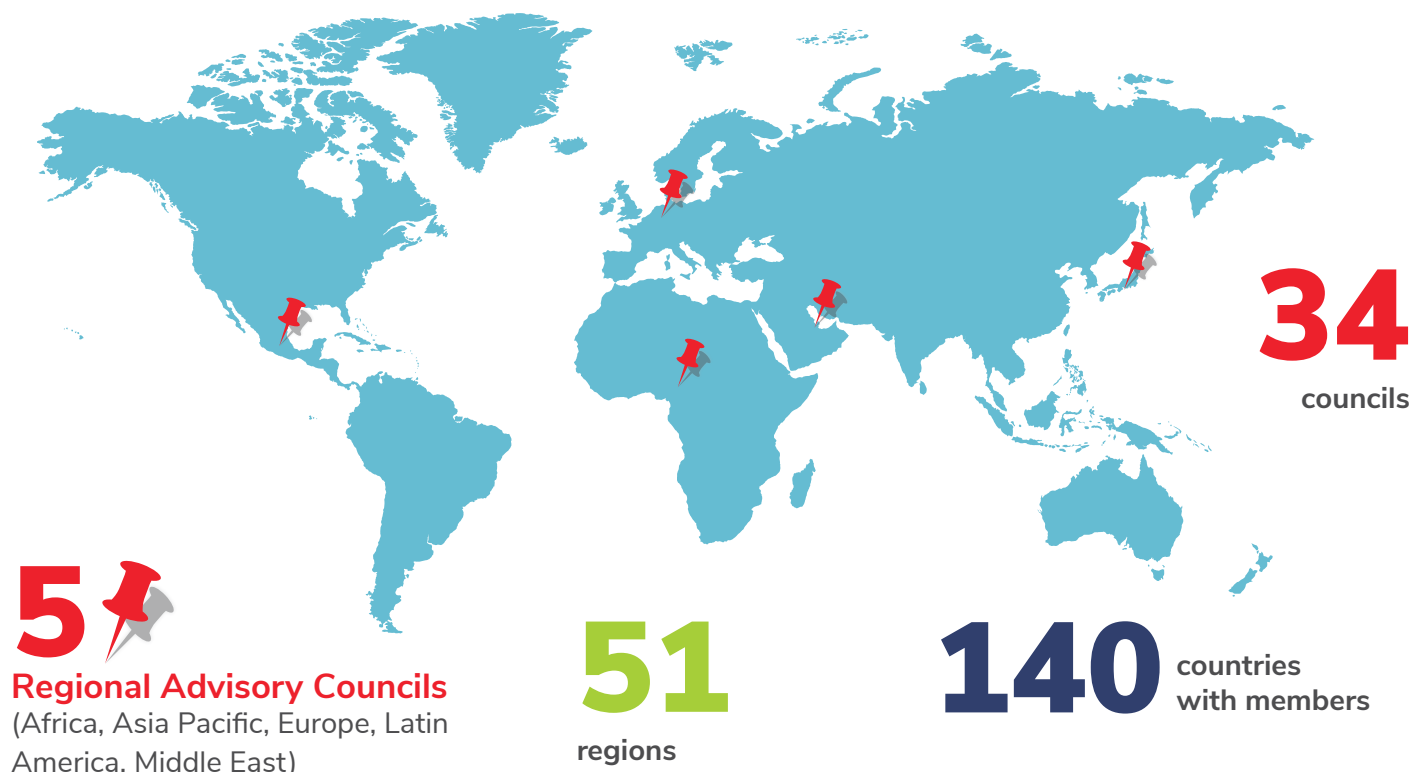 34
councils
5
Regional Advisory Councils
(Africa, Asia Pacific, Europe, Latin
America, Middle East)
51
regions
140
countries
with members